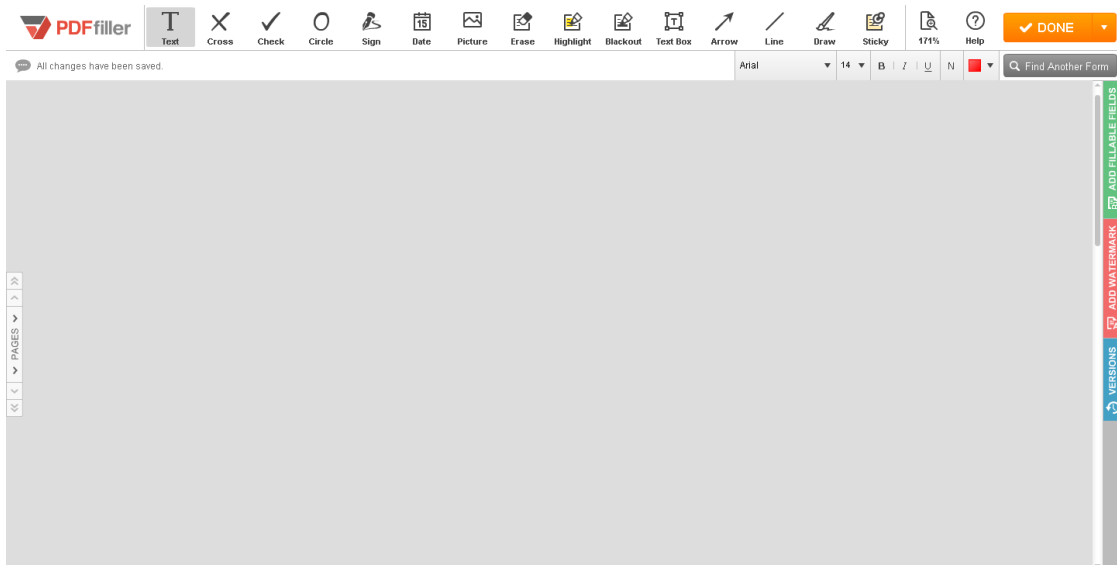 PDFfiller
T
Text
Cross
Check
Circle
Sign
15
Date
Picture
Erase
Highlight
Blackout
T
Text Box
Arrow
Line
Draw
Sticky
171%
?
Help
DONE
All changes have been saved.
Arial
14
B
I
U
N
Find Another Form
ADD FILLABLE FIELDS
ADD WATERMARK
VERSIONS
PAGES